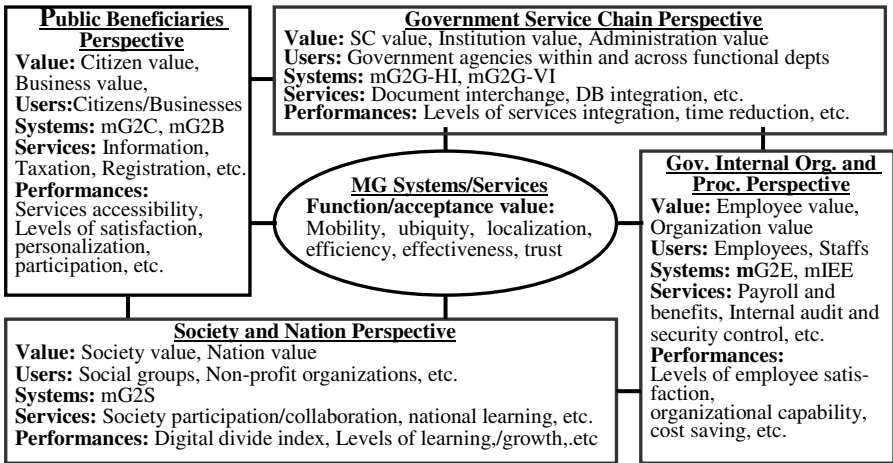 Public Beneficiaries
Perspective
Value: Citizen value,
Business value,
Users:Citizens/Businesses
Systems: mG2C, mG2B
Services: Information,
Taxation, Registration, etc.
Performances:
Services accessibility,
Levels of satisfaction,
personalization,
participation, etc.
Government Service Chain Perspective
Value: SC value, Institution value, Administration value
Users: Government agencies within and across functional depts
Systems: mG2G-HI, mG2G-VI
Services: Document interchange, DB integration, etc.
Performances: Levels of services integration, time reduction, etc.
MG Systems/Services
Function/acceptance value:
Mobility, ubiquity, localization,
efficiency, effectiveness, trust
Gov. Internal Org. and
Proc. Perspective
Value: Employee value,
Organization value
Users: Employees, Staffs
Systems: mG2E, mIEE
Services: Payroll and
benefits, Internal audit and
security control, etc.
Performances:
Levels of employee satis-
faction,
organizational capability,
cost saving, etc.
Society and Nation Perspective
Value: Society value, Nation value
Users: Social groups, Non-profit organizations, etc.
Systems: mG2S
Services: Society participation/collaboration, national learning, etc.
Performances: Digital divide index, Levels of learning,/growth,.etc